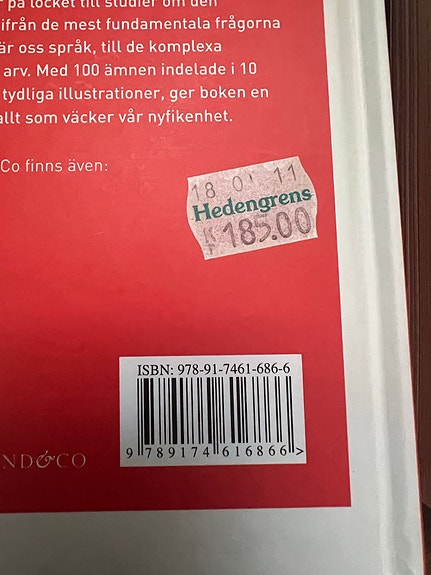 på locket till studier om den
ifrån de mest fundamentala frågorna
är oss språk, till de komplexa
arv. Med 100 ämnen indelade i 10
tydliga illustrationer, ger boken en
allt som väcker vår nyfikenhet.
Co finns även:
18 01 11
Hedengrens
185.00
ISBN: 978-91-7461-686-6
9 789174 616866 >
ND&CO